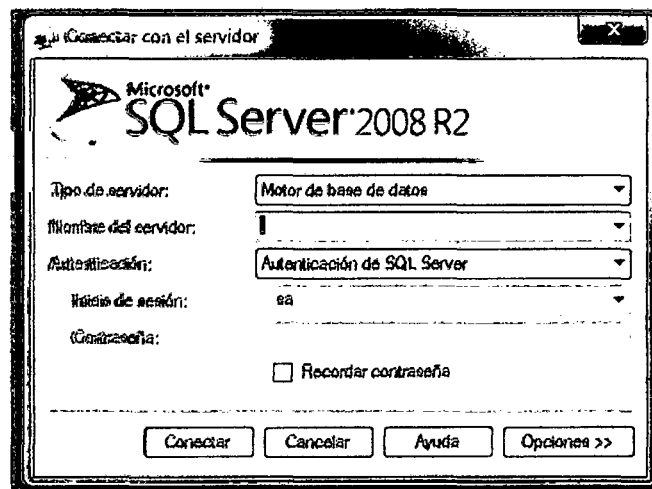 Conectar con el servidor
Microsoft®
SQL Server® 2008 R2
Tipo de servidor: Motor de base de datos
Nombre del servidor:
Autenticación: Autenticación de SQL Server
Inicio de sesión: sa
Contraseña:
Recordar contraseña
Conectar Cancelar Ayuda Opciones >>